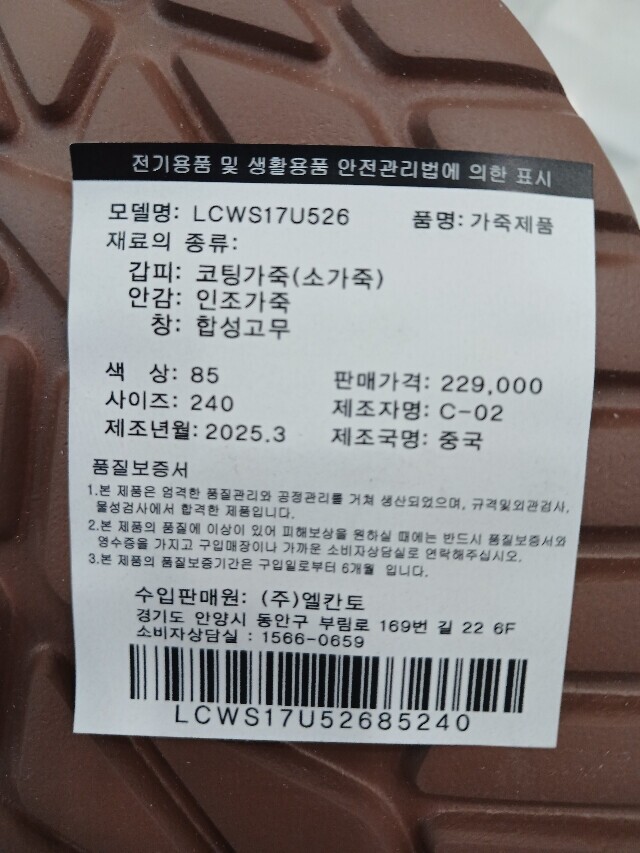 전기용품 및 생활용품 안전관리법에 의한 표시
모델명: LCWS17U526 품명: 가죽제품
재료의 종류:
갑피: 코팅가죽(소가죽)
안감: 인조가죽
창: 합성고무
색 상: 85 판매가격: 229,000
사이즈: 240 제조자명: C-02
제조년월: 2025.3 제조국명: 중국
품질보증서
1.본 제품은 엄격한 품질관리와 공정관리를 거쳐 생산되었으며, 규격및외관검사,
물성검사에서 합격한 제품입니다.
2.본 제품의 품질에 이상이 있어 피해보상을 원하실 때에는 반드시 품질보증서와
영수증을 가지고 구입매장이나 가까운 소비자상담실로 연락해주십시오.
3.본 제품의 품질보증기간은 구입일로부터 6개월 입니다.
수입판매원: (주)엘칸토
경기도 안양시 동안구 부림로 169번 길 22 6F
소비자상담실 : 1566-0659
LCWS17U52685240